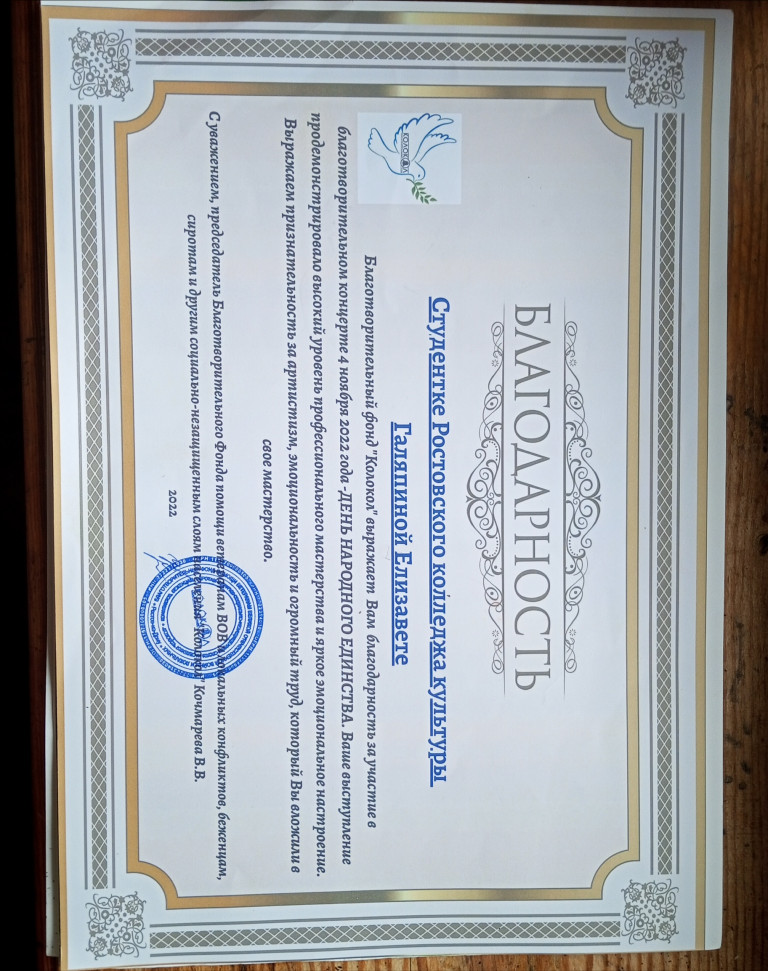 БЛАГОДАРНОСТЬ
Студентке Ростовского колледжа культуры
Галяпиной Елизавете
КОЛОКОЛ
Благотворительный фонд "Колокол" выражает Вам благодарность за участие в
благотворительном концерте 4 ноября 2022 года -ДЕНЬ НАРОДНОГО ЕДИНСТВА. Ваше выступление
продемонстрировало высокий уровень профессионального мастерства и яркое эмоциональное настроение.
Выражаем признательность за артистизм, эмоциональность и огромный труд, который Вы вложили в
свое мастерство.
С уважением, председатель Благотворительного Фонда помощи ветеранам ВОВ и локальных конфликтов, беженцам,
сиротам и другим социально-незащищенным слоям населения "Колокол" Кочмарева В.В.
2022